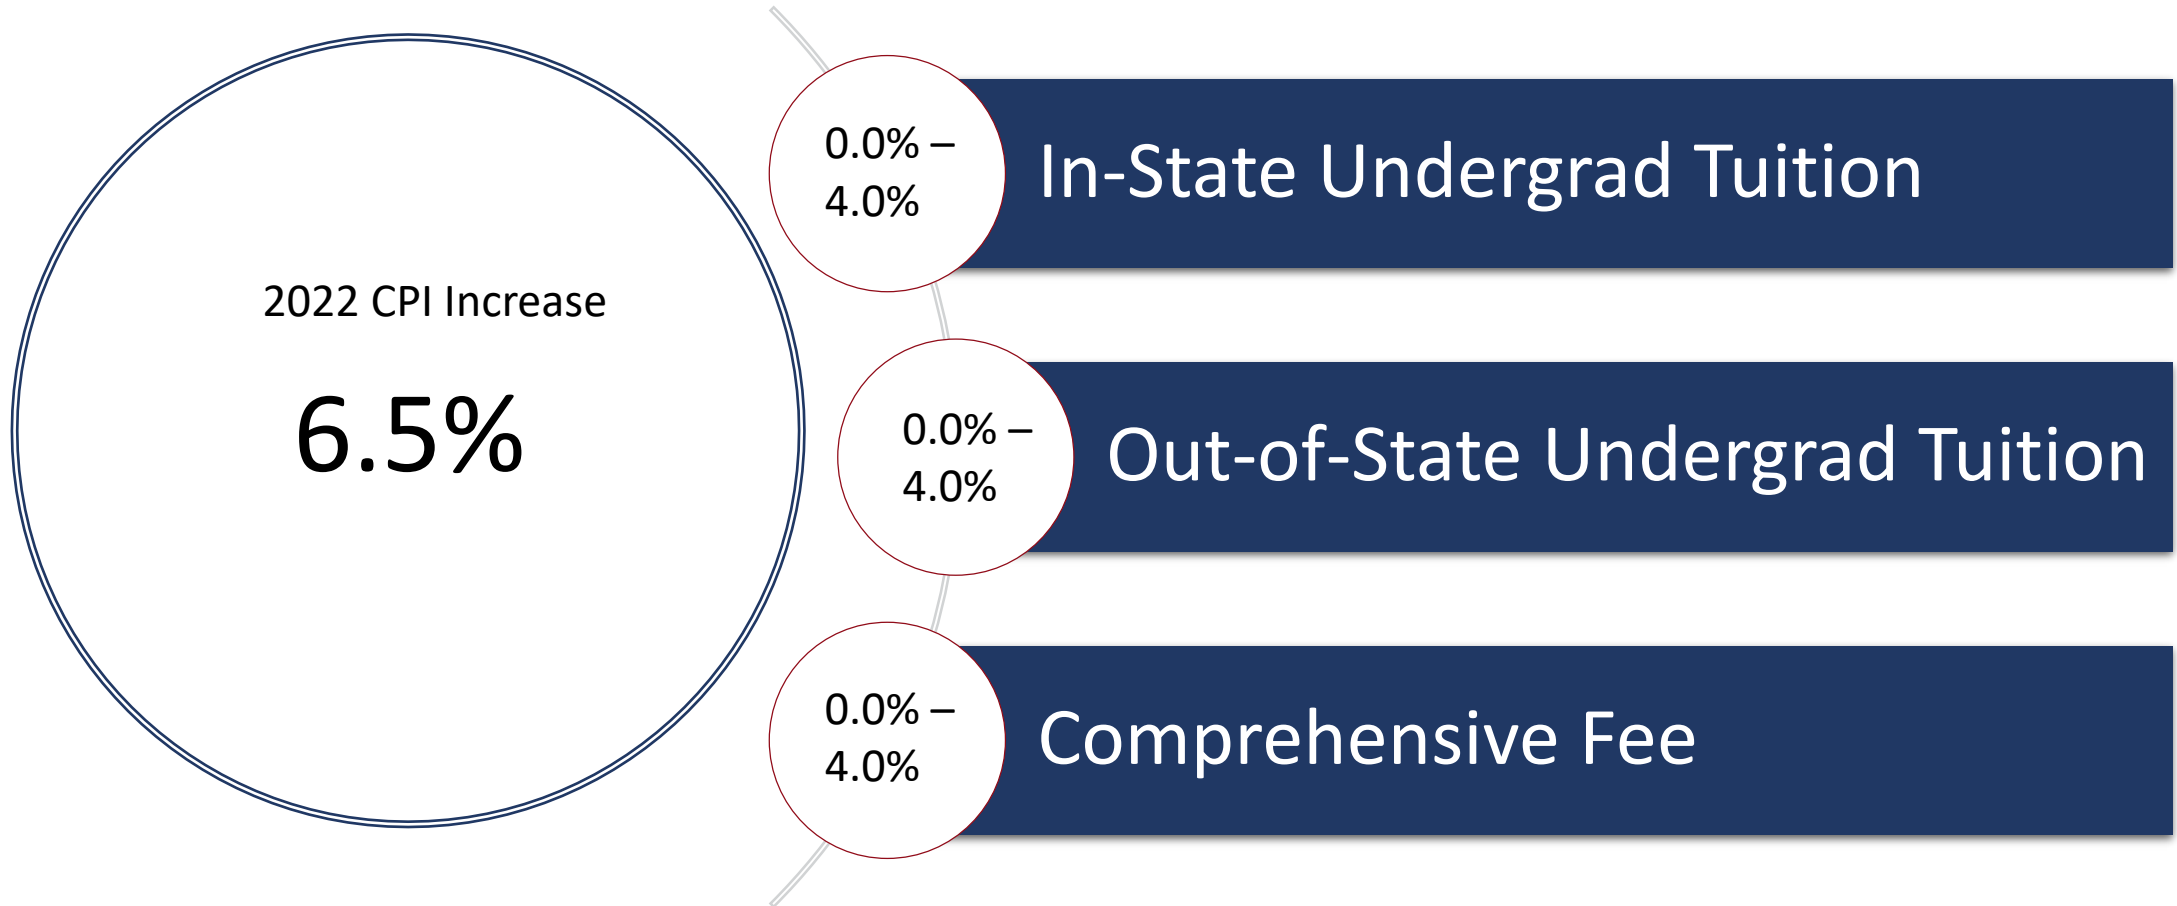 2022 CPI Increase
6.5%
0.0% –
4.0%
In-State Undergrad Tuition
0.0% –
4.0%
Out-of-State Undergrad Tuition
0.0% –
4.0%
Comprehensive Fee